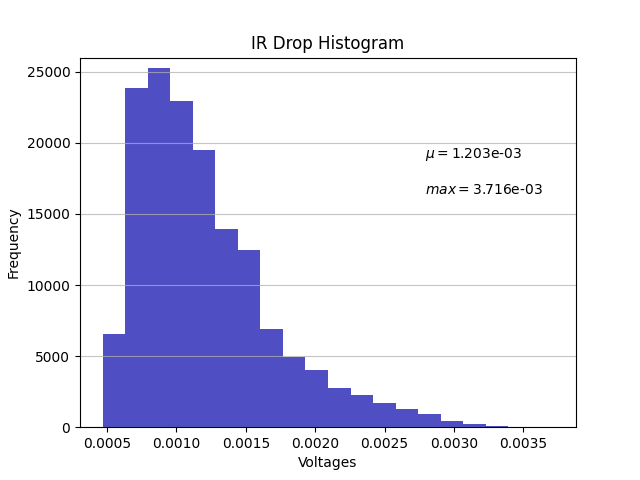 IR Drop Histogram
25000
20000
15000
10000
5000
0
Frequency
μ = 1.203e-03
max = 3.716e-03
0.0005 0.0010 0.0015 0.0020 0.0025 0.0030 0.0035
Voltages